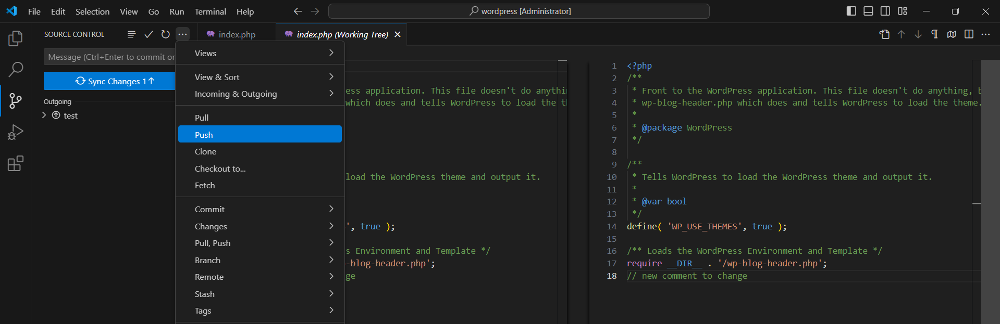 File Edit Selection View Go Run Terminal Help
wordpress [Administrator]
SOURCE CONTROL
index.php
index.php (Working Tree)
Message (Ctrl+Enter to commit or
Sync Changes 1↑
Outgoing
test
Views
View & Sort
Incoming & Outgoing
Pull
Push
Clone
Checkout to...
Fetch
Commit
Changes
Pull, Push
Branch
Remote
Stash
Tags
ess application. This file doesn't do anythi
which does and tells WordPress to load the t
load the WordPress theme and output it.
', true );
s Environment and Template */
-blog-header.php';
ge
1 <?php
2 /**
3 * Front to the WordPress application. This file doesn't do anything, b
4 * wp-blog-header.php which does and tells WordPress to load the theme.
5 *
6 * @package WordPress
7 */
8
9 /**
10 * Tells WordPress to load the WordPress theme and output it.
11 *
12 * @var bool
13 */
14 define( 'WP_USE_THEMES', true );
15
16 /** Loads the WordPress Environment and Template */
17 require __DIR__ . '/wp-blog-header.php';
18 // new comment to change